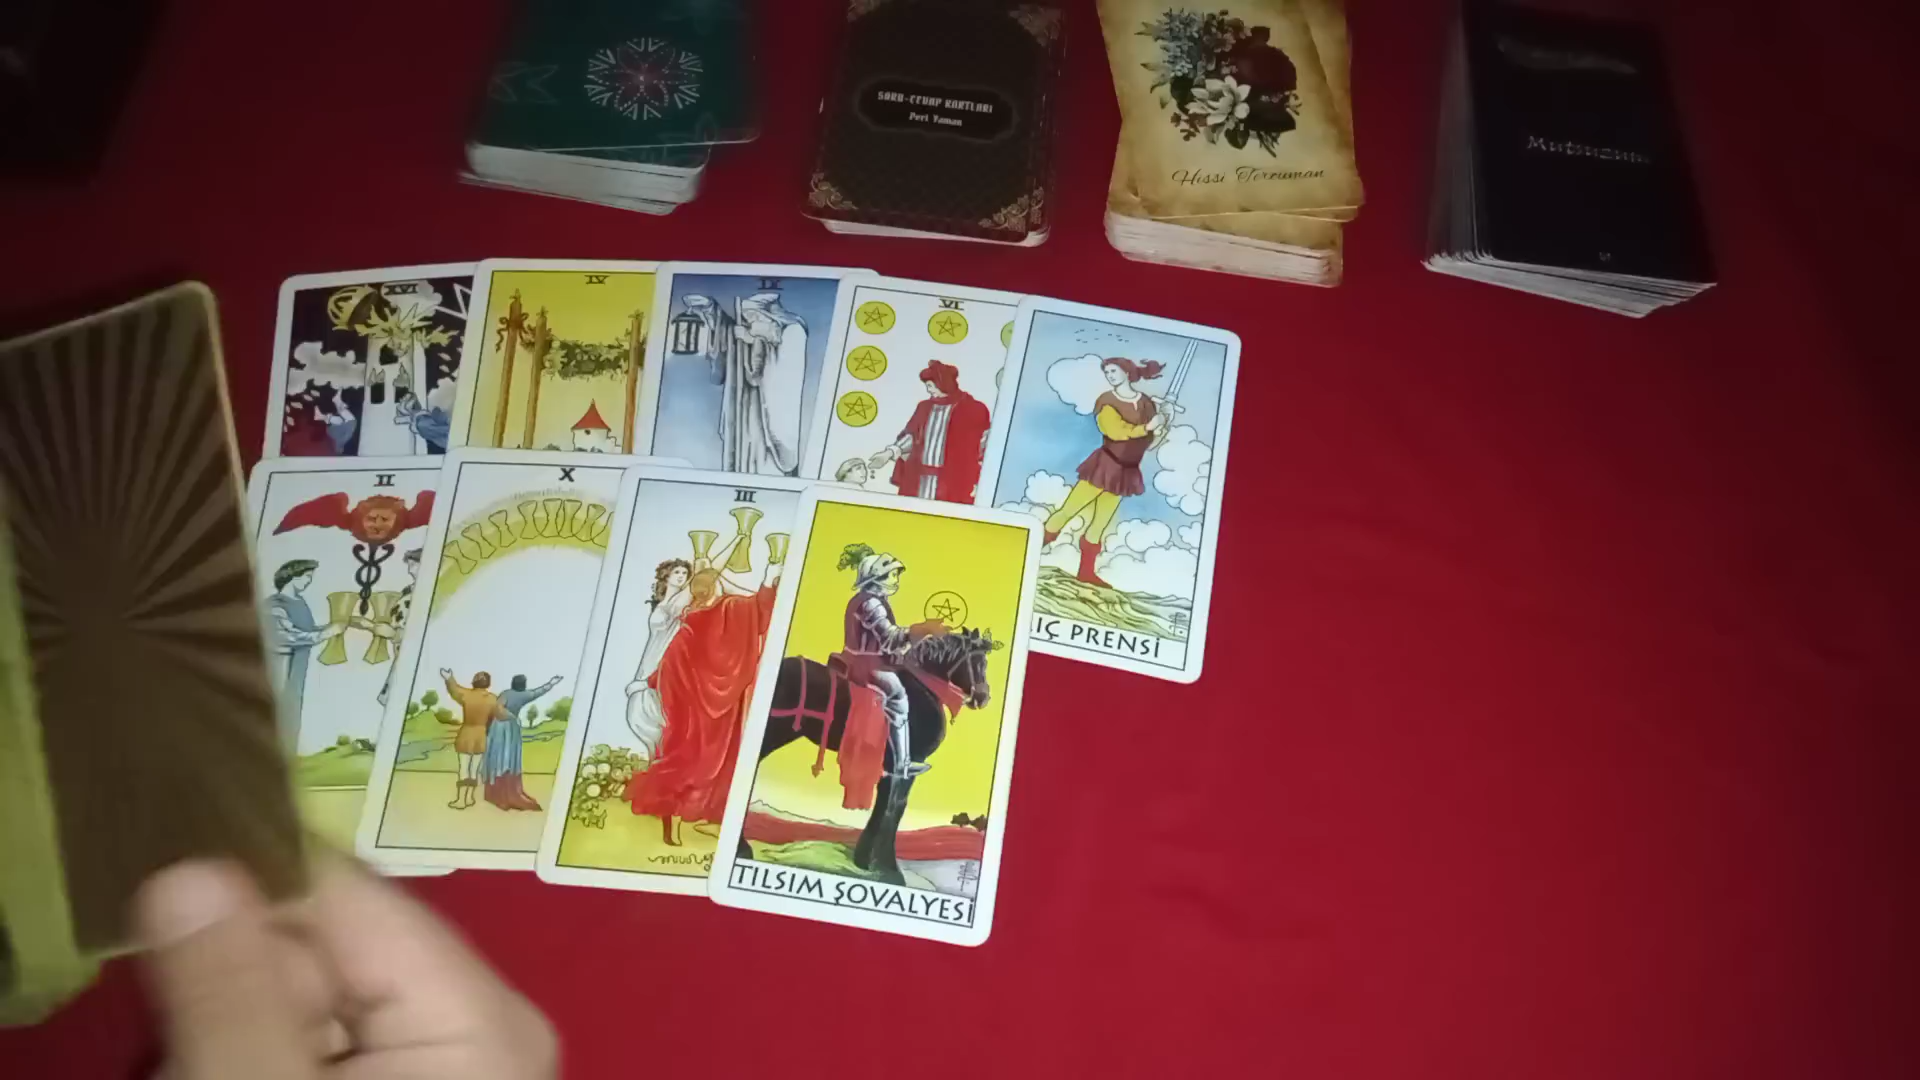 SORU-CEVAP KARTLARI
Peri Yaman
Hissi Tercüman
XVI
IV
IX
VI
II
X
III
IÇ PRENSİ
TILSIM ŞOVALYESİ